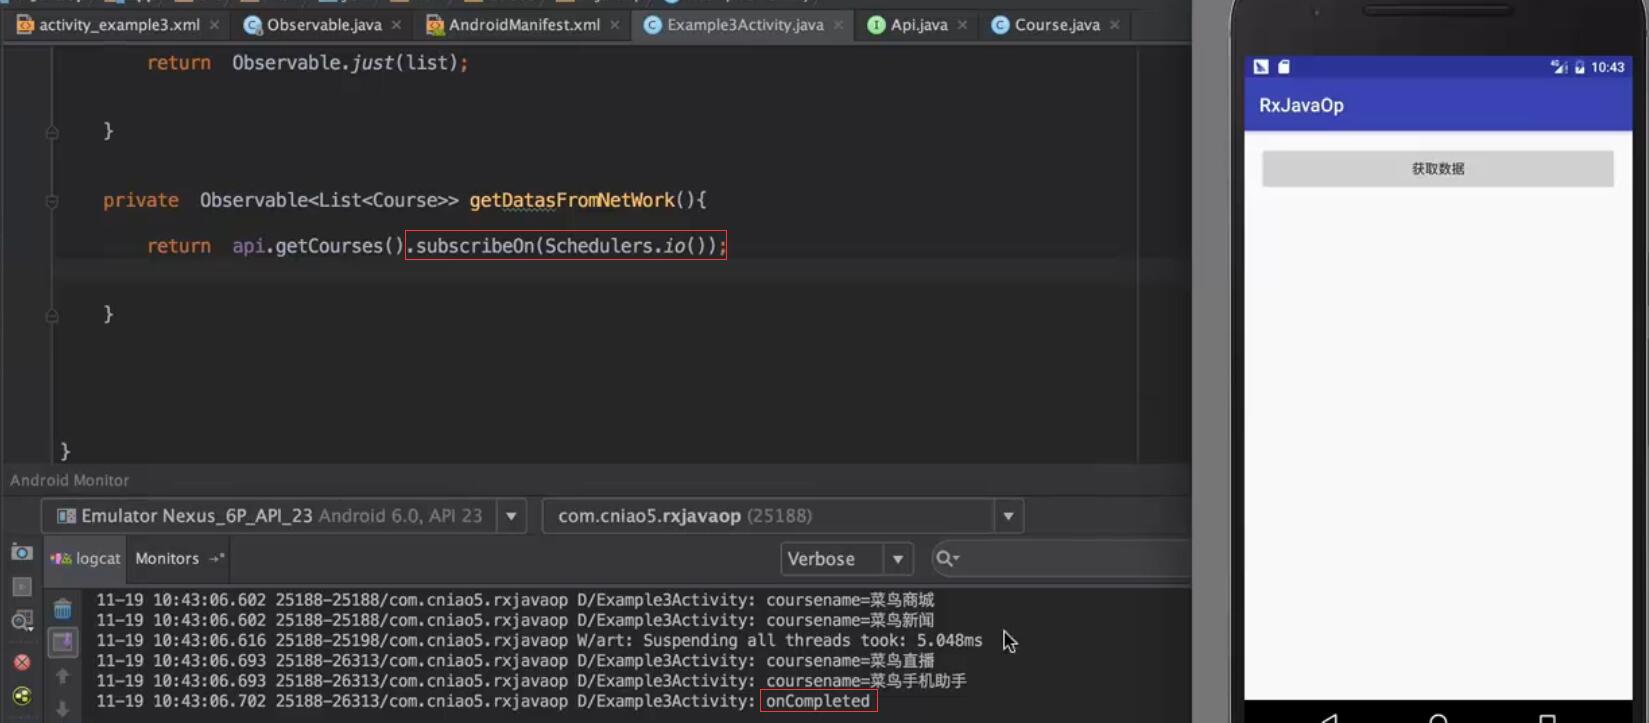 activity_example3.xml
Observable.java
AndroidManifest.xml
Example3Activity.java
Api.java
Course.java
return Observable.just(list);
}
private Observable<List<Course>> getDatasFromNetWork(){
return api.getCourses().subscribeOn(Schedulers.io());
}
}
Android Monitor
Emulator Nexus_6P_API_23 Android 6.0, API 23
com.cniao5.rxjavaop (25188)
logcat
Monitors
Verbose
11-19 10:43:06.602 25188-25188/com.cniao5.rxjavaop D/Example3Activity: coursename=菜鸟商城
11-19 10:43:06.602 25188-25188/com.cniao5.rxjavaop D/Example3Activity: coursename=菜鸟新闻
11-19 10:43:06.616 25188-25198/com.cniao5.rxjavaop W/art: Suspending all threads took: 5.048ms
11-19 10:43:06.693 25188-26313/com.cniao5.rxjavaop D/Example3Activity: coursename=菜鸟直播
11-19 10:43:06.693 25188-26313/com.cniao5.rxjavaop D/Example3Activity: coursename=菜鸟手机助手
11-19 10:43:06.702 25188-26313/com.cniao5.rxjavaop D/Example3Activity: onCompleted
4G
10:43
RxJavaOp
获取数据